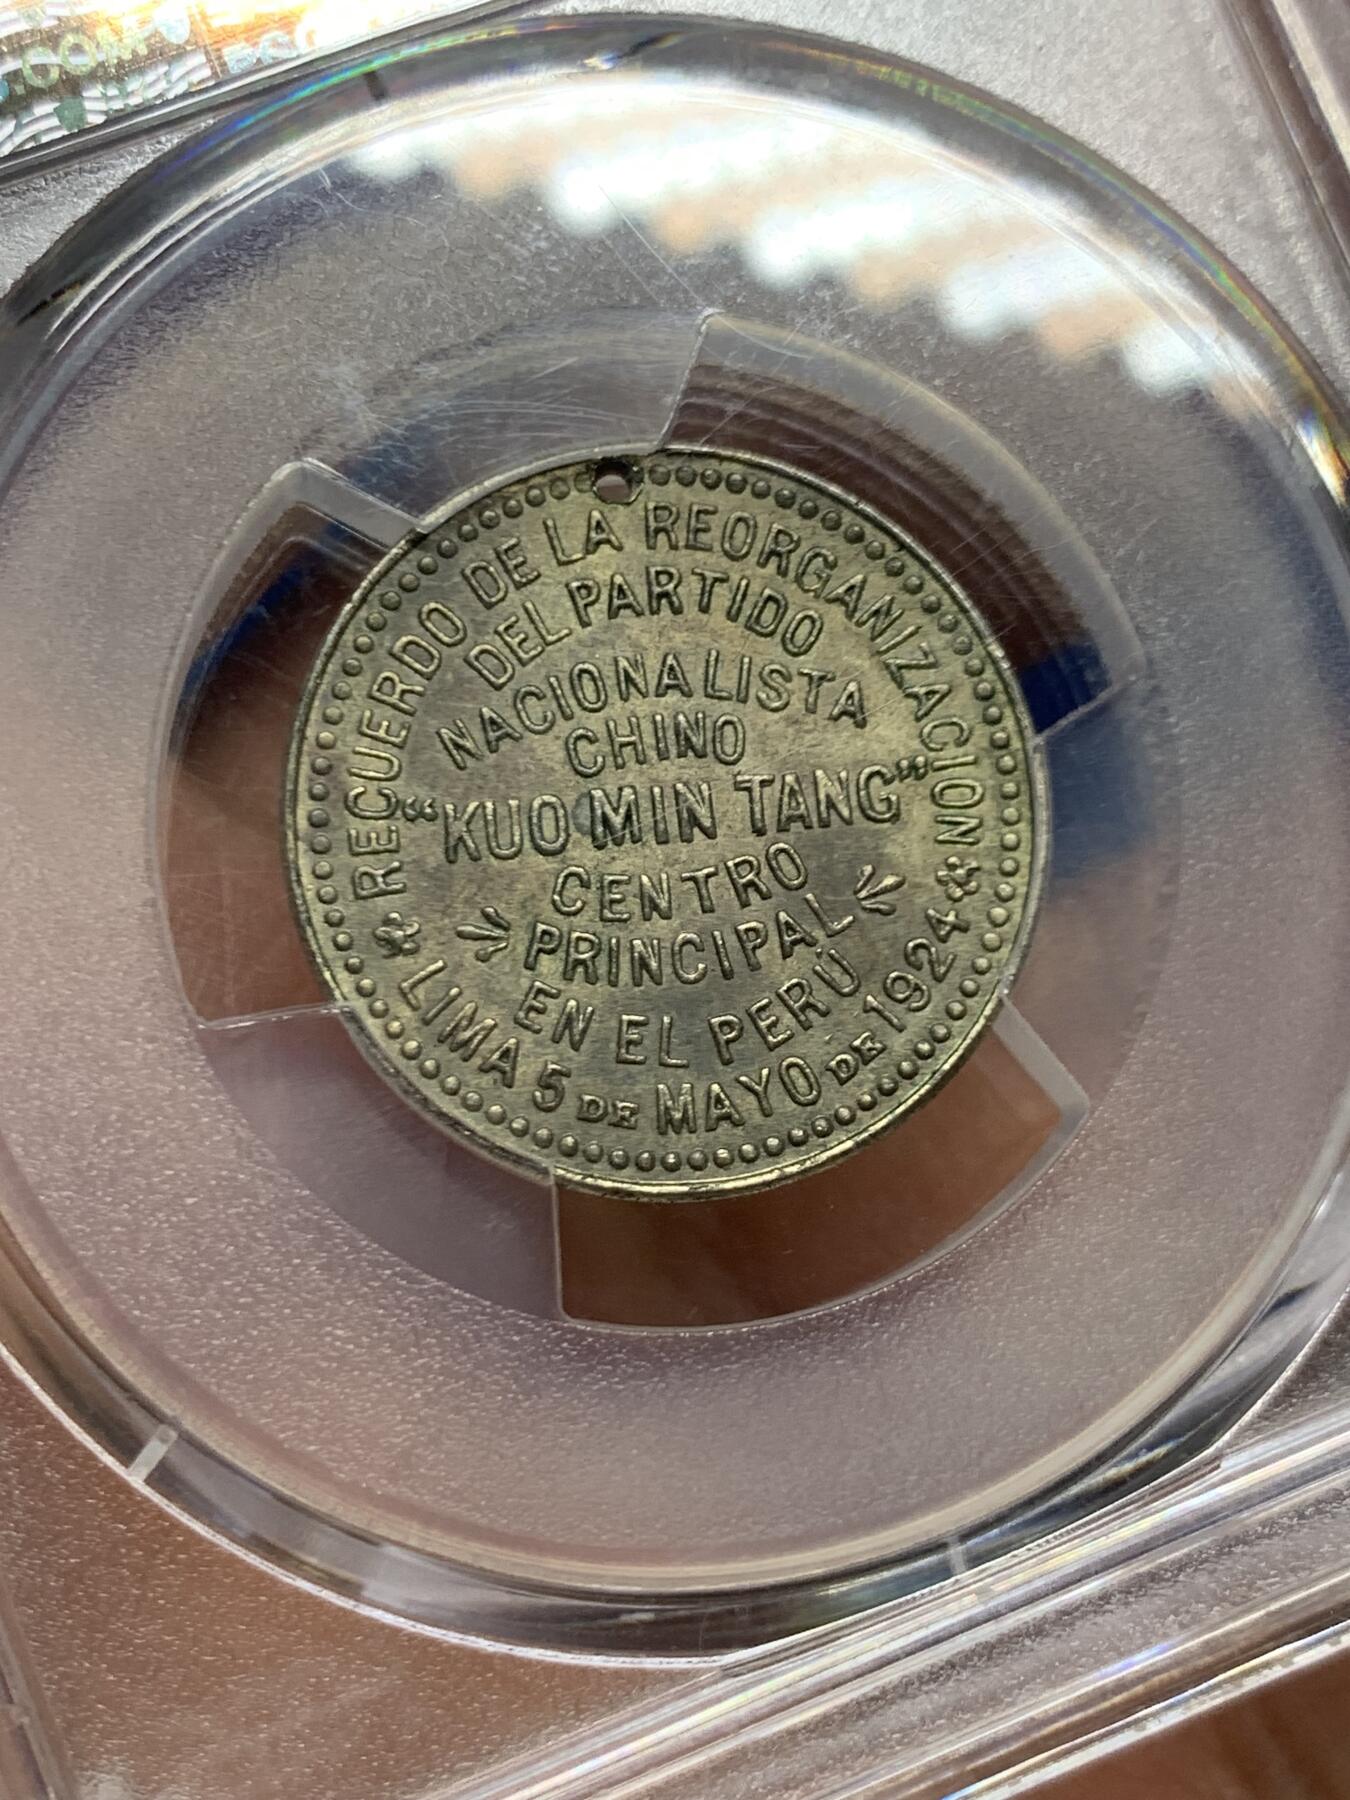 RECUERDO DE LA REORGANIZACION
DEL PARTIDO
NACIONALISTA
CHINO
"KUO MIN TANG"
CENTRO
PRINCIPAL
EN EL PERÚ
LIMA 5 DE MAYO DE 1924